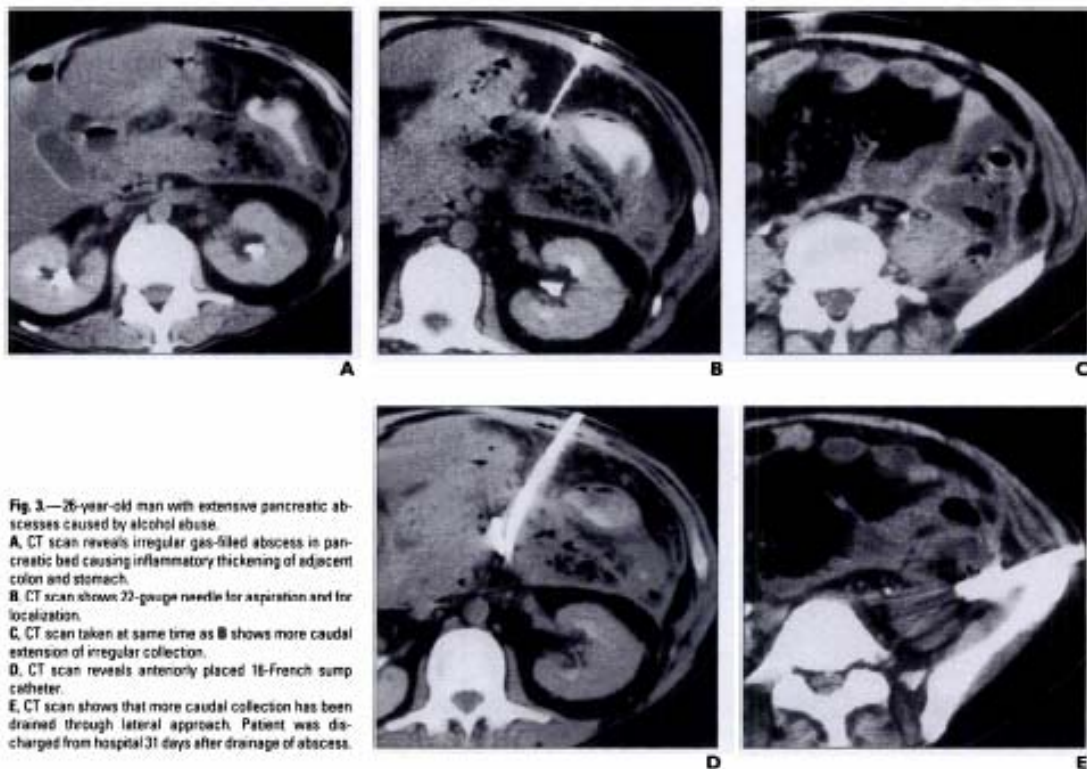 A
B
C
Fig. 3.—26-year-old man with extensive pancreatic ab-
scesses caused by alcohol abuse.
A, CT scan reveals irregular gas-filled abscess in pan-
creatic bed causing inflammatory thickening of adjacent
colon and stomach.
B, CT scan shows 22-gauge needle for aspiration and for
localization.
C, CT scan taken at same time as B shows more caudal
extension of irregular collection.
D, CT scan reveals anteriorly placed 16-French sump
catheter.
E, CT scan shows that more caudal collection has been
drained through lateral approach. Patient was dis-
charged from hospital 31 days after drainage of abscess.
D
E